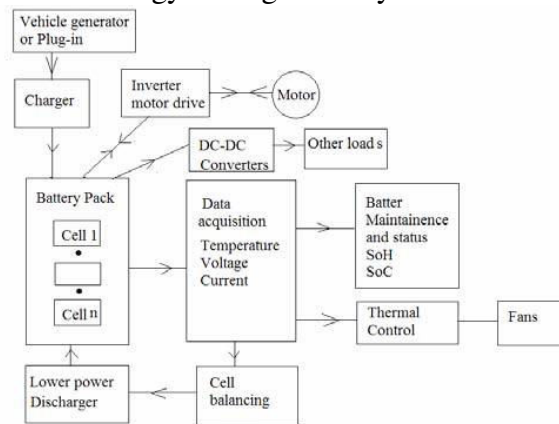 Vehicle generator
or Plug-in
Charger
Inverter
motor drive
Motor
DC-DC
Converters
Other load s
Battery Pack
Cell 1
Cell n
Data
acquisition
Temperature
Voltage
Current
Batter
Maintainence
and status
SoH
SoC
Thermal
Control
Fans
Lower power
Discharger
Cell
balancing